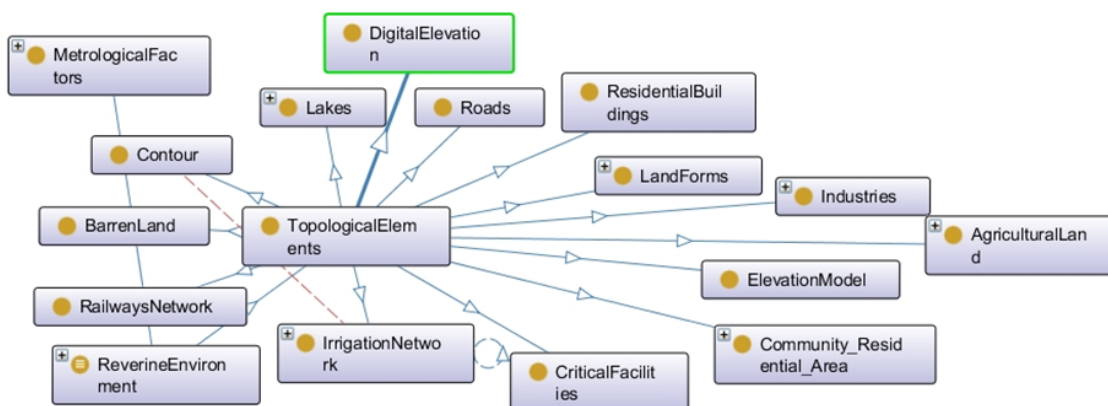 DigitalElevatio
n
MetrologicalFac
tors
ResidentialBui
dings
Lakes
Roads
Contour
LandForms
Industries
BarrenLand
TopologicalElem
ents
AgriculturalLan
d
ElevationModel
RailwaysNetwork
IrrigationNetwo
rk
Community_Resid
ential_Area
ReverineEnviron
ment
CriticalFacilit
ies